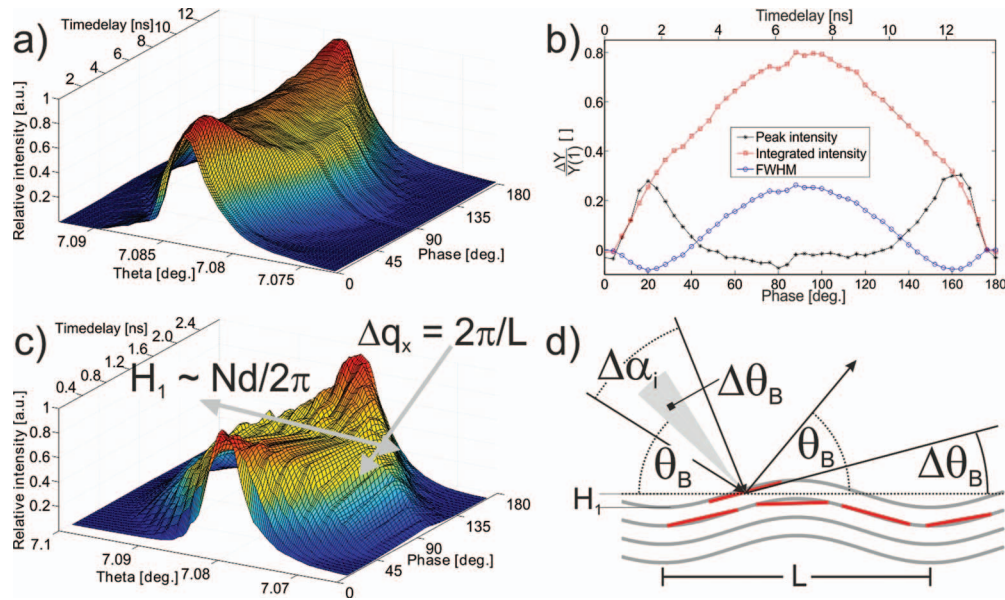 a)
Timedelay [ns]
2 4 6 8 10 12
Relative intensity [a.u.]
1
0.8
0.6
0.4
0.2
7.09 7.085 7.08 7.075
Theta [deg.]
0 45 90 135 180
Phase [deg.]
b)
Timedelay [ns]
0 2 4 6 8 10 12
ΔY
Y(1)
[ ]
0.8
0.6
0.4
0.2
0
Peak intensity
Integrated intensity
FWHM
0 20 40 60 80 100 120 140 160 180
Phase [deg.]
c)
Timedelay [ns]
0.4 0.8 1.2 1.6 2.0 2.4
Δqx = 2π/L
H1 ~ Nd/2π
Relative intensity [a.u.]
1
0.8
0.6
0.4
0.2
7.1 7.09 7.08 7.07
Theta [deg.]
0 45 90 135 180
Phase [deg.]
d)
Δαi
ΔθB
θB
θB
ΔθB
H1
L